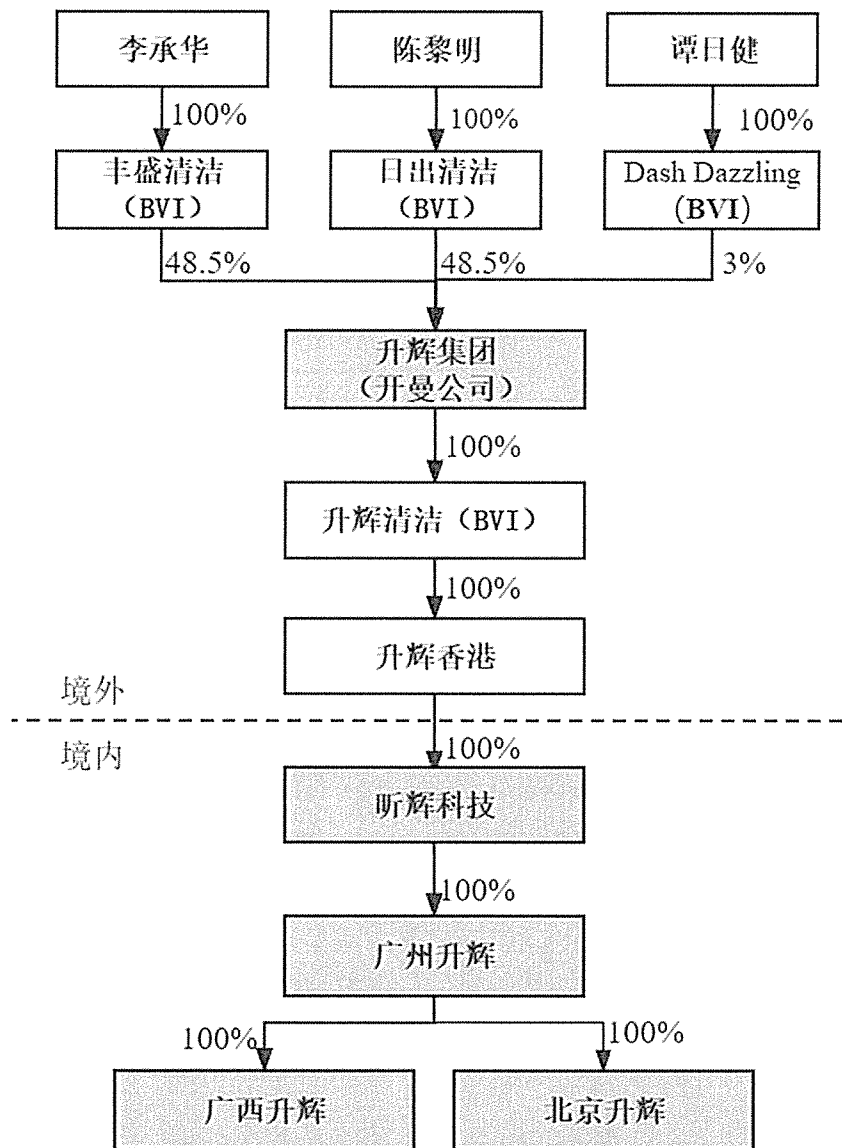 李承华
陈黎明
谭日健
100%
100%
100%
丰盛清洁
（BVI）
日出清洁
（BVI）
Dash Dazzling
（BVI）
48.5%
48.5%
3%
升辉集团
（开曼公司）
100%
升辉清洁（BVI）
100%
升辉香港
境外
境内
100%
昕辉科技
100%
广州升辉
100%
100%
广西升辉
北京升辉